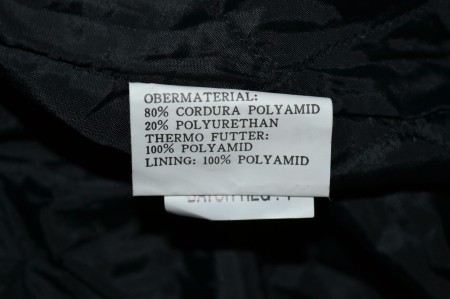 OBERMATERIAL:
80% CORDURA POLYAMID
20% POLYURETHAN
THERMO FUTTER:
100% POLYAMID
LINING: 100% POLYAMID